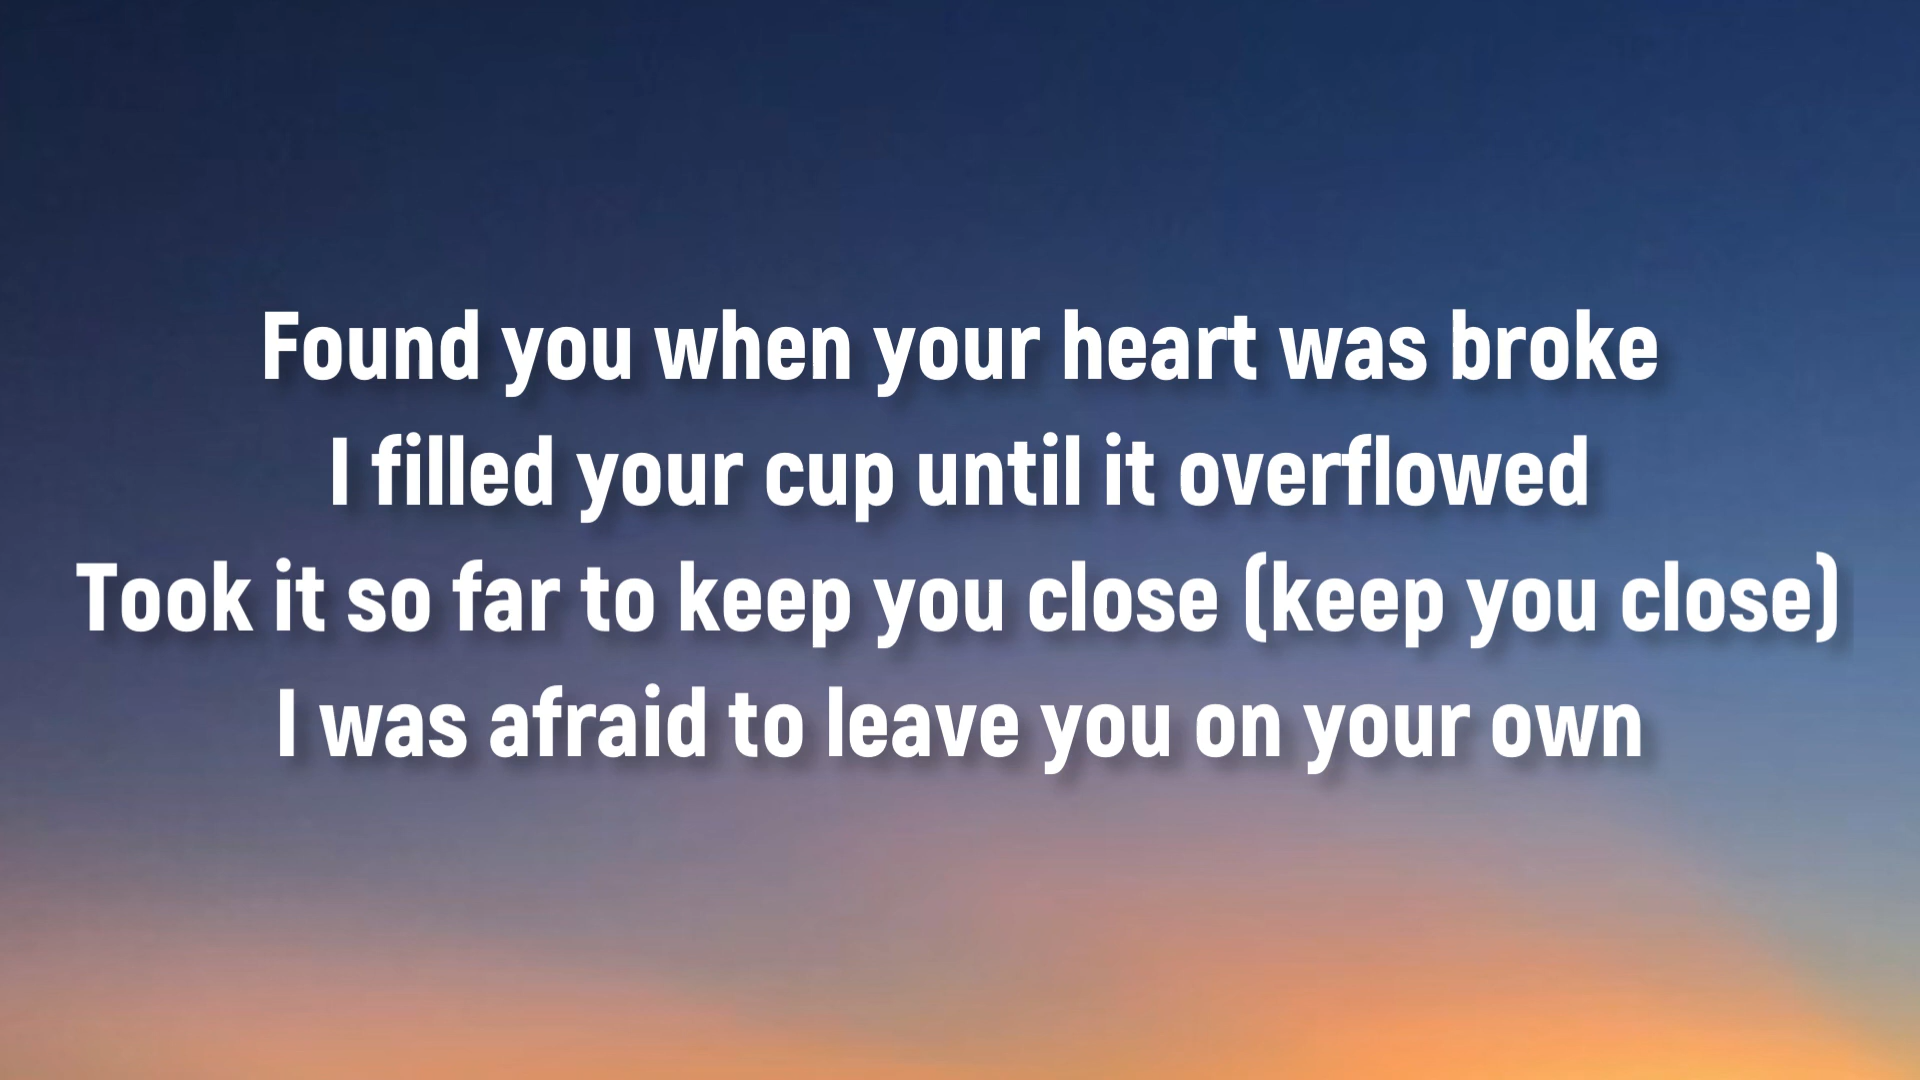 Found you when your heart was broke
I filled your cup until it overflowed
Took it so far to keep you close (keep you close)
I was afraid to leave you on your own